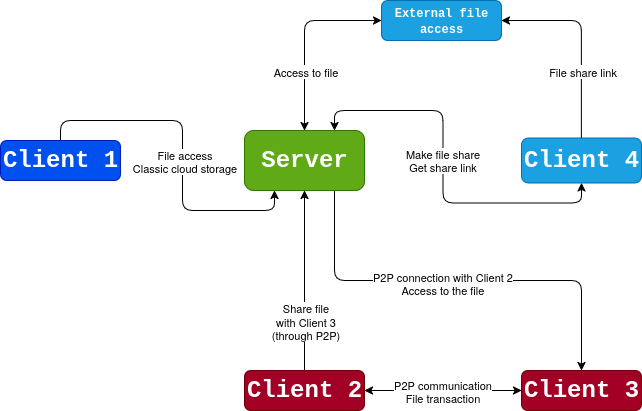 External file
access
Access to file
File share link
Client 1
File access
Classic cloud storage
Server
Make file share
Get share link
Client 4
P2P connection with Client 2
Access to the file
Share file
with Client 3
(through P2P)
Client 2
P2P communication
File transaction
Client 3